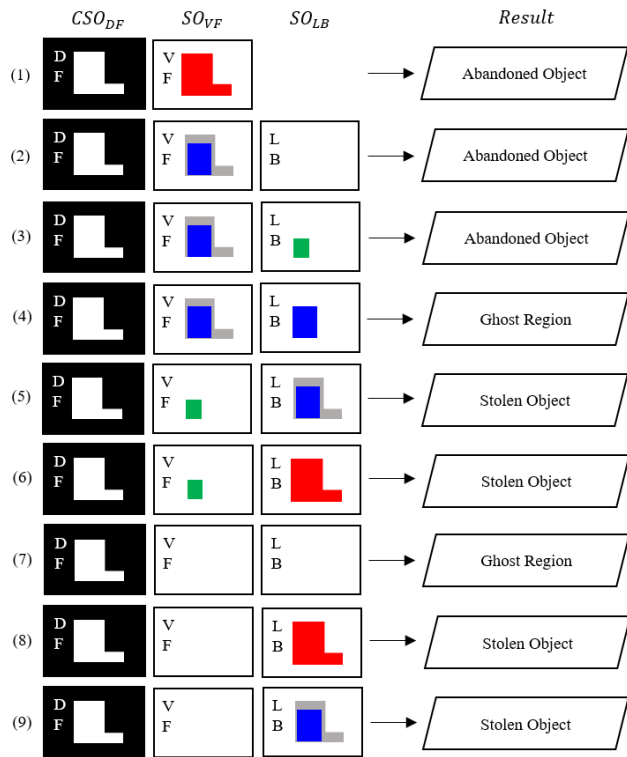 CSO_DF SO_VF SO_LB Result
(1) D F V F Abandoned Object
(2) D F V F L B Abandoned Object
(3) D F V F L B Abandoned Object
(4) D F V F L B Ghost Region
(5) D F V F L B Stolen Object
(6) D F V F L B Stolen Object
(7) D F V F L B Ghost Region
(8) D F V F L B Stolen Object
(9) D F V F L B Stolen Object